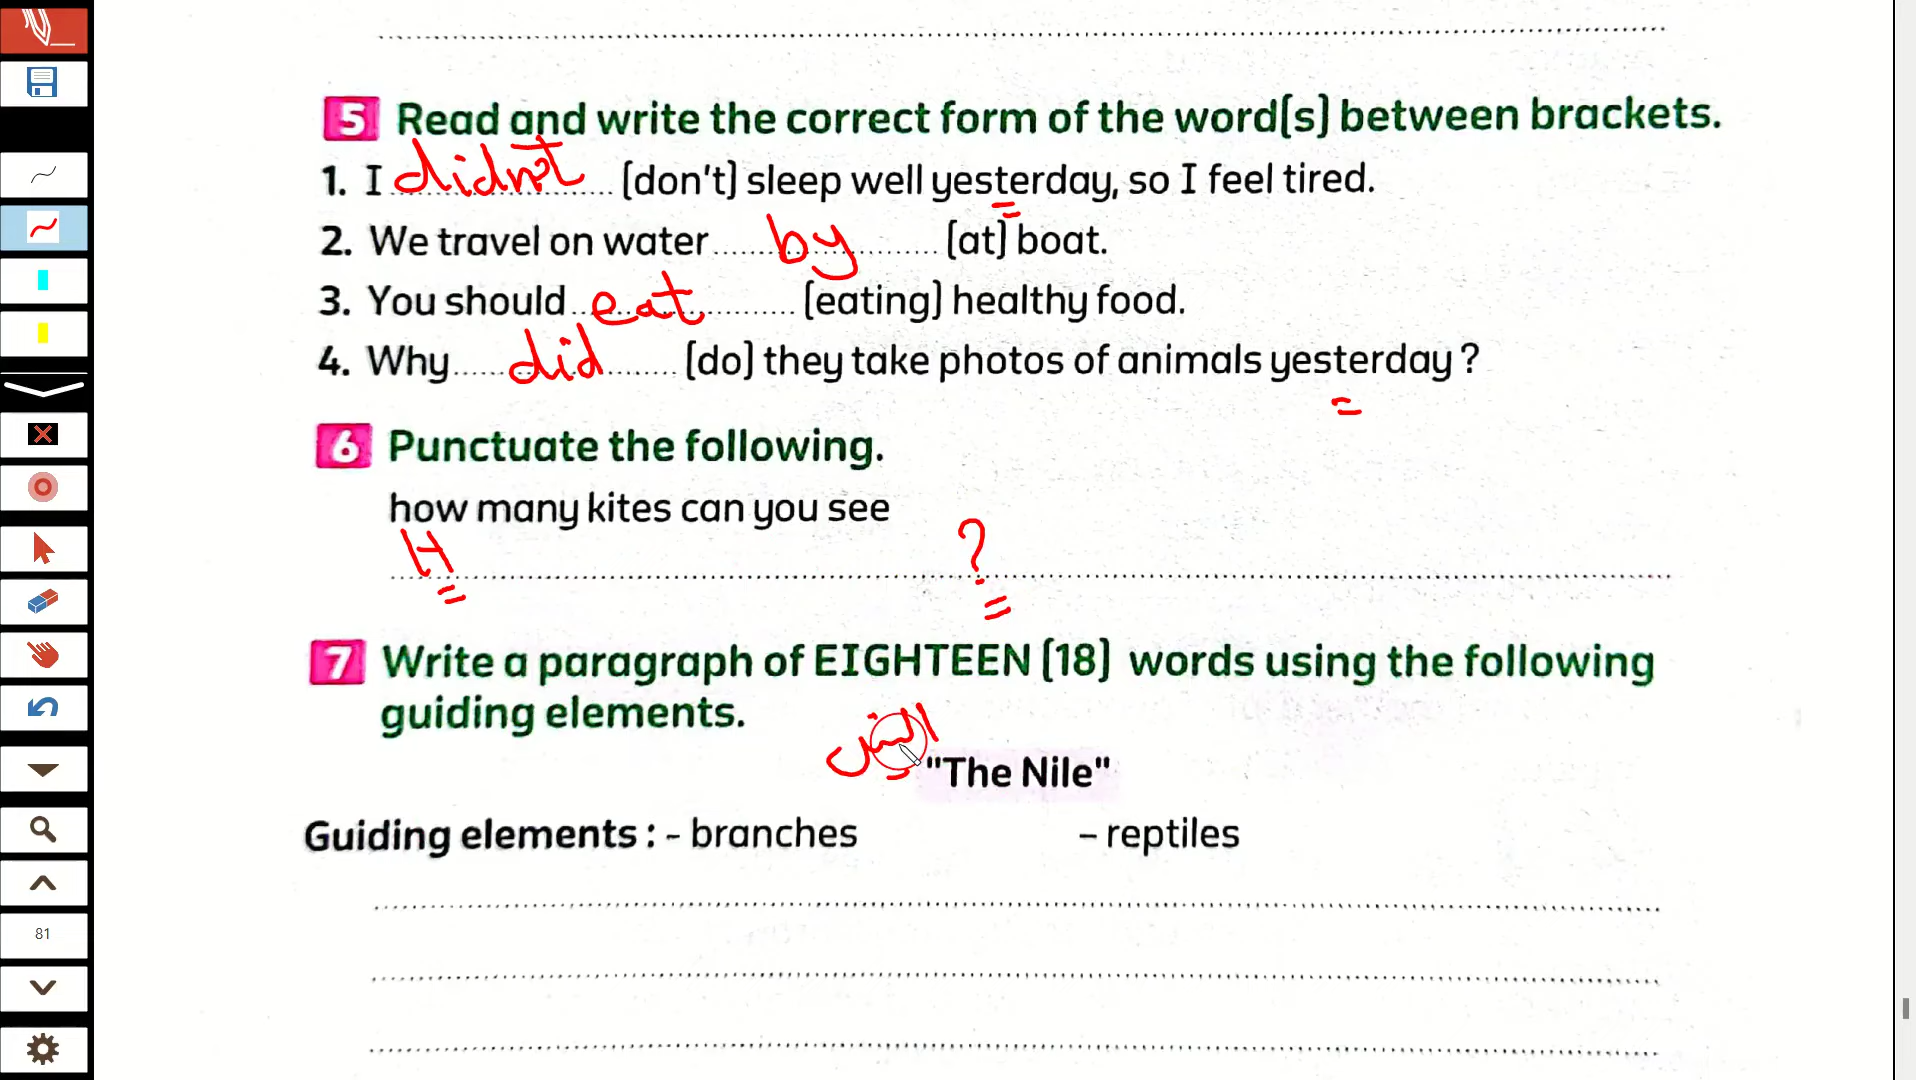 5 Read and write the correct form of the word(s) between brackets.
1. I didnot [don't] sleep well yesterday, so I feel tired.
2. We travel on water by [at] boat.
3. You should eat [eating] healthy food.
4. Why did [do] they take photos of animals yesterday ?
6 Punctuate the following.
how many kites can you see
H ?
7 Write a paragraph of EIGHTEEN (18) words using the following
guiding elements.
النيل
"The Nile"
Guiding elements : - branches – reptiles
81